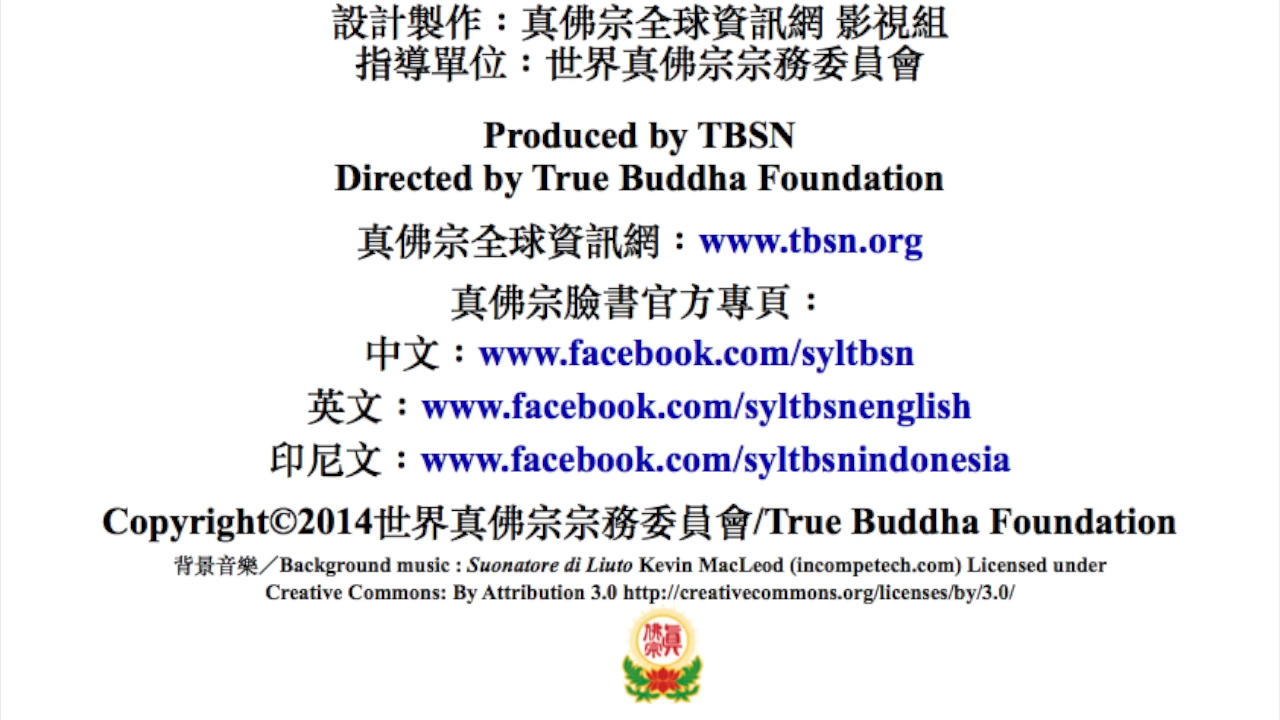 設計製作：真佛宗全球資訊網 影視組
指導單位：世界真佛宗宗務委員會
Produced by TBSN
Directed by True Buddha Foundation
真佛宗全球資訊網：www.tbsn.org
真佛宗臉書官方專頁：
中文：www.facebook.com/syltbsn
英文：www.facebook.com/syltbsnenglish
印尼文：www.facebook.com/syltbsnindonesia
Copyright©2014世界真佛宗宗務委員會/True Buddha Foundation
背景音樂／Background music : Suonatore di Liuto Kevin MacLeod (incompetech.com) Licensed under
Creative Commons: By Attribution 3.0 http://creativecommons.org/licenses/by/3.0/
真佛宗